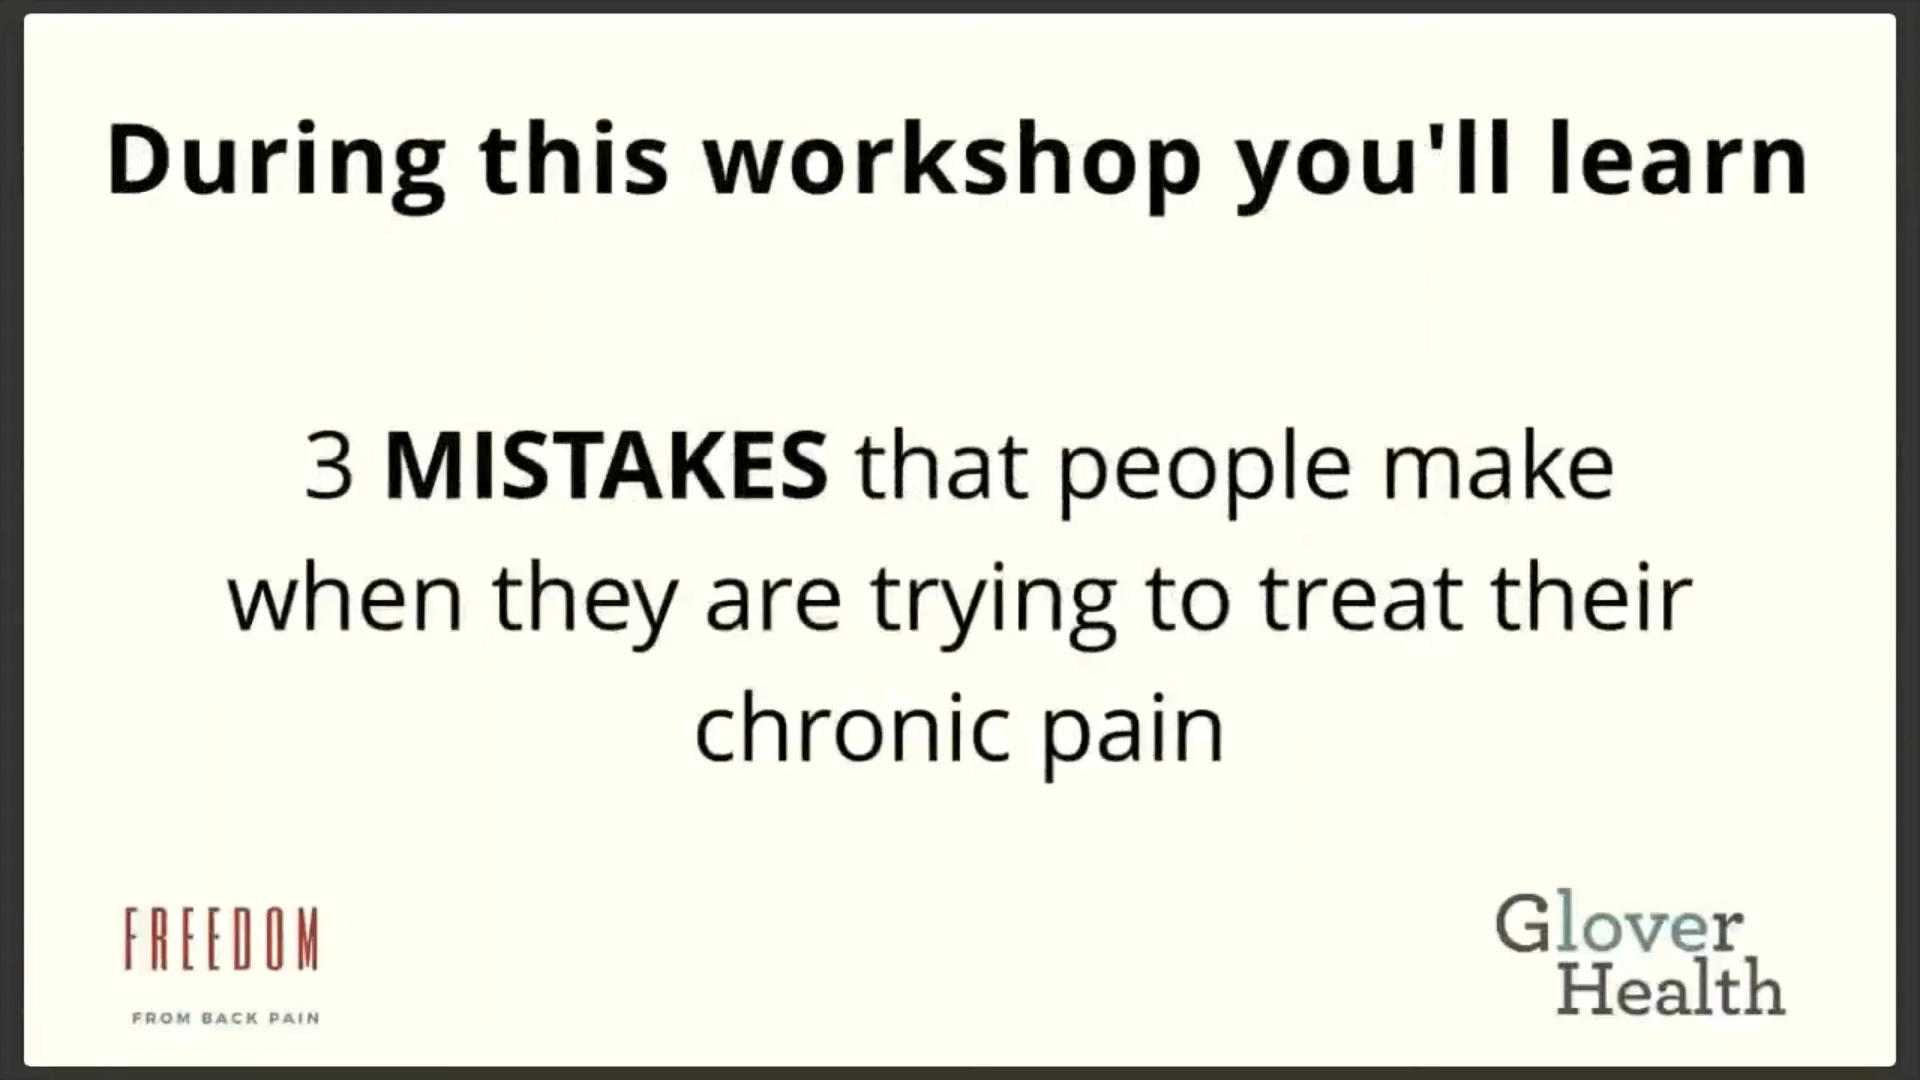 During this workshop you'll learn
3 MISTAKES that people make
when they are trying to treat their
chronic pain
FREEDOM
FROM BACK PAIN
Glover
Health